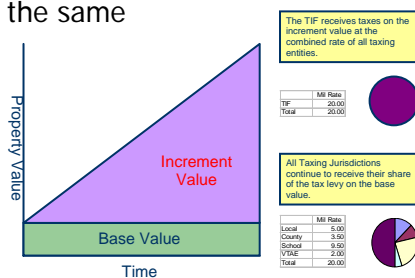 the same
The TIF receives taxes on the
increment value at the
combined rate of all taxing
entities.
Mil Rate
TIF 20.00
Total 20.00
Property Value
Increment
Value
Base Value
Time
All Taxing Jurisdictions
continue to receive their share
of the tax levy on the base
value.
Mil Rate
Local 5.00
County 3.50
School 9.50
VTAE 2.00
Total 20.00